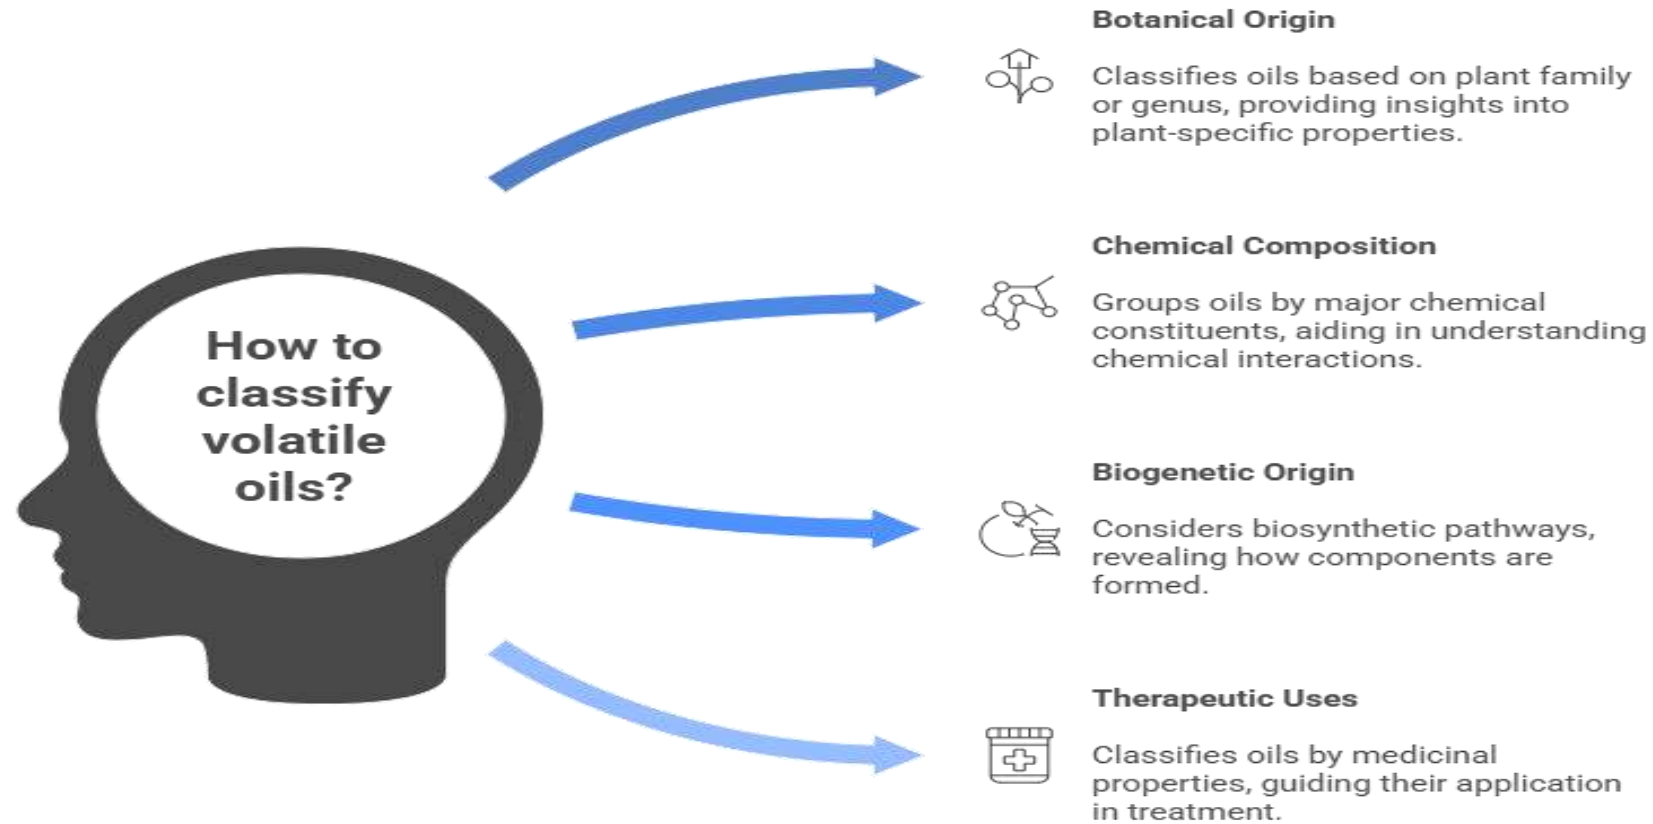 How to
classify
volatile
oils?
Botanical Origin
Classifies oils based on plant family
or genus, providing insights into
plant-specific properties.
Chemical Composition
Groups oils by major chemical
constituents, aiding in understanding
chemical interactions.
Biogenetic Origin
Considers biosynthetic pathways,
revealing how components are
formed.
Therapeutic Uses
Classifies oils by medicinal
properties, guiding their application
in treatment.